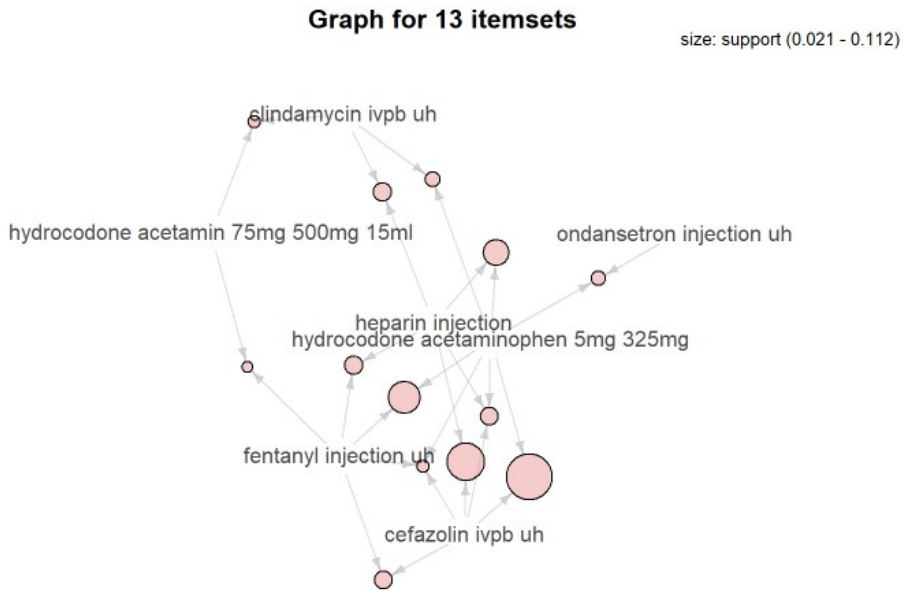 Graph for 13 itemsets
size: support (0.021 - 0.112)
clindamycin ivpb uh
hydrocodone acetamin 75mg 500mg 15ml
ondansetron injection uh
heparin injection
hydrocodone acetaminophen 5mg 325mg
fentanyl injection uh
cefazolin ivpb uh